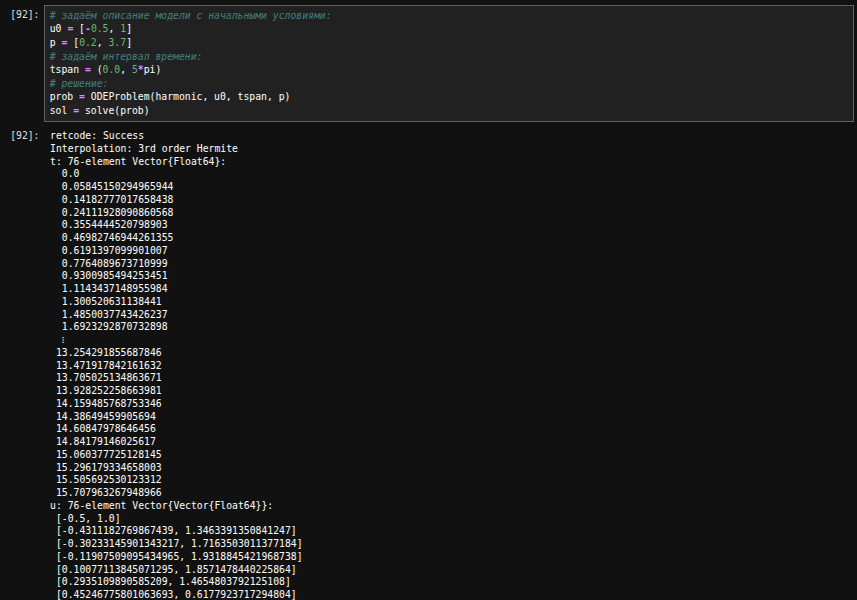 [92]: # задаём описание модели с начальными условиями:
u0 = [-0.5, 1]
p = [0.2, 3.7]
# задаём интервал времени:
tspan = (0.0, 5*pi)
# решение:
prob = ODEProblem(harmonic, u0, tspan, p)
sol = solve(prob)
[92]: retcode: Success
Interpolation: 3rd order Hermite
t: 76-element Vector{Float64}:
0.0
0.05845150294965944
0.14182777017658438
0.24111928090860568
0.3554444520798903
0.46982746944261355
0.6191397099901007
0.7764089673710999
0.9300985494253451
1.1143437148955984
1.300520631138441
1.4850037743426237
1.6923292870732898
⋮
13.254291855687846
13.471917842161632
13.705025134863671
13.928252258663981
14.159485768753346
14.38649459905694
14.60847978646456
14.84179146025617
15.060377725128145
15.296179334658003
15.505692530123312
15.707963267948966
u: 76-element Vector{Vector{Float64}}:
[-0.5, 1.0]
[-0.4311182769867439, 1.3463391350841247]
[-0.30233145901343217, 1.7163503011377184]
[-0.11907509095434965, 1.9318845421968738]
[0.10077113845071295, 1.8571478440225864]
[0.2935109890585209, 1.4654803792125108]
[0.45246775801063693, 0.6177923717294804]